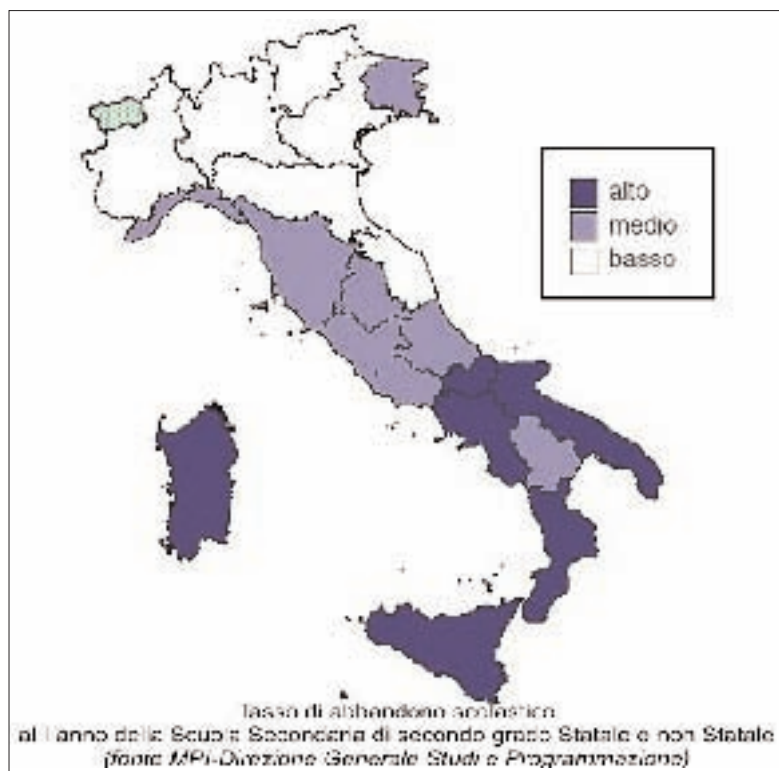 alto
medio
basso
Tasso di abbandono scolastico
al I anno della Scuola Secondaria di secondo grado Statale e non Statale
(fonte MPI-Direzione Generale Studi e Programmazione)